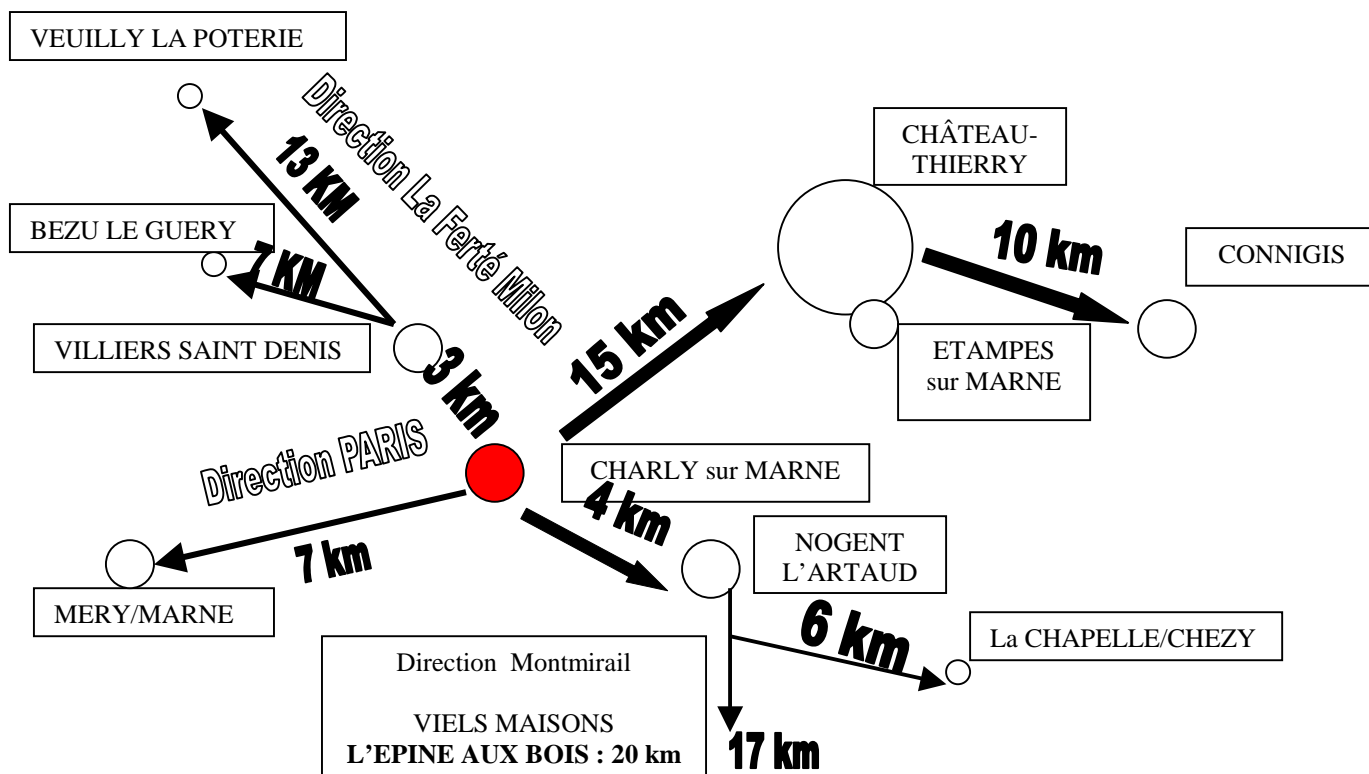 VEUILLY LA POTERIE
Direction La Ferté Milon
13 KM
CHÂTEAU-
THIERRY
BEZU LE GUERY
7 KM
10 km
CONNIGIS
VILLIERS SAINT DENIS
3 km
15 km
ETAMPES
sur MARNE
Direction PARIS
CHARLY sur MARNE
4 km
7 km
NOGENT
L'ARTAUD
MERY/MARNE
6 km
La CHAPELLE/CHEZY
Direction Montmirail
VIELS MAISONS
L'EPINE AUX BOIS : 20 km
17 km